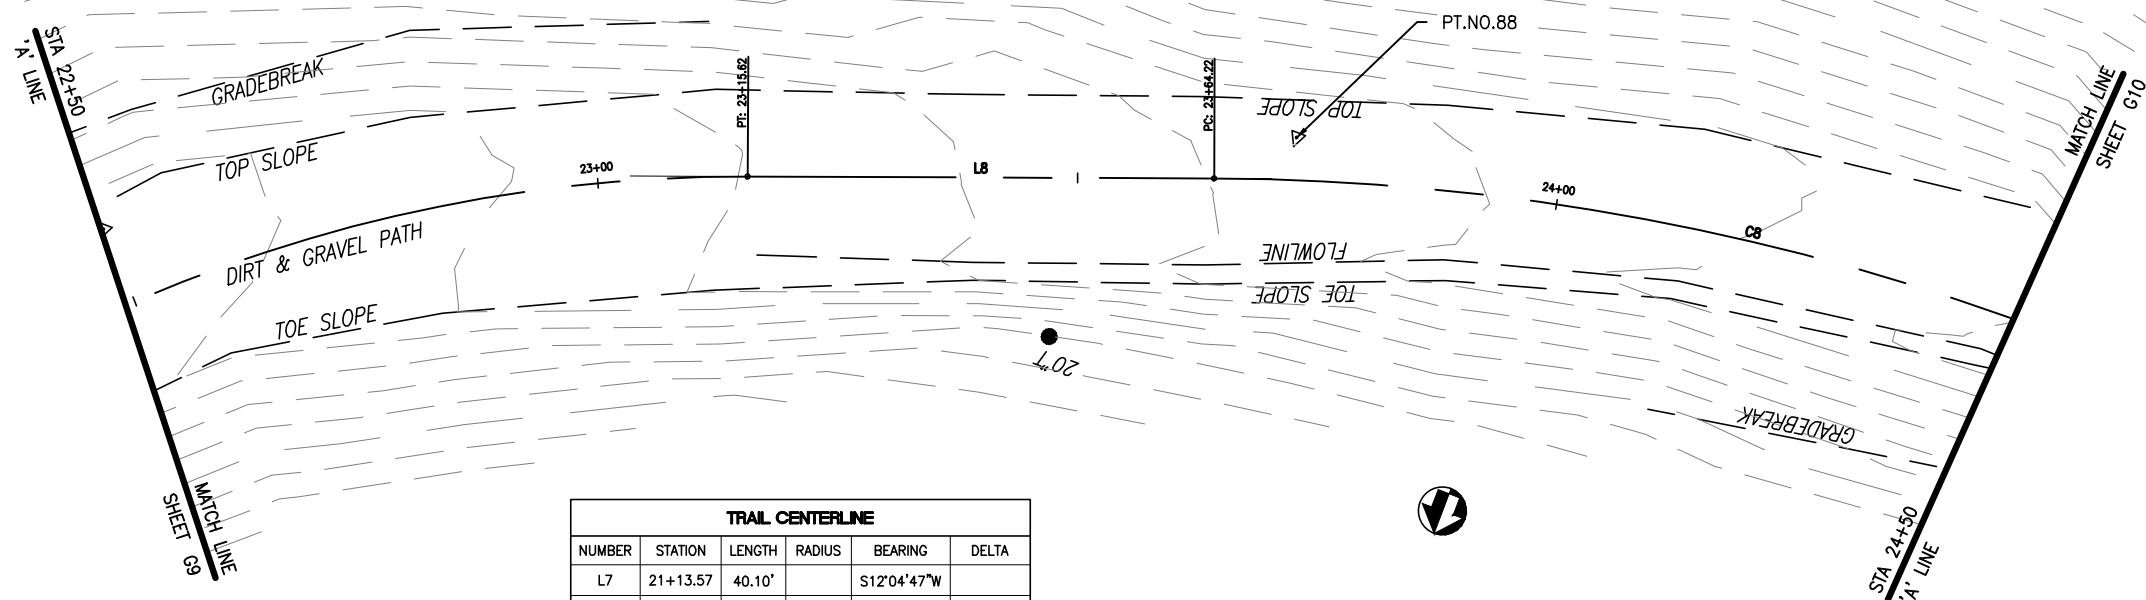 PT.NO.88
STA 22+50
'A' LINE
GRADEBREAK
PT: 23+15.62
PC: 23+64.22
TOP SLOPE
MATCH LINE
SHEET G10
TOP SLOPE
23+00
L8
24+00
C8
DIRT & GRAVEL PATH
FLOWLINE
TOE SLOPE
TOE SLOPE
20"T
GRADEBREAK
MATCH LINE
SHEET G9
STA 24+50
'A' LINE
TRAIL CENTERLINE
NUMBER STATION LENGTH RADIUS BEARING DELTA
L7 21+13.57 40.10' S12°04'47"W